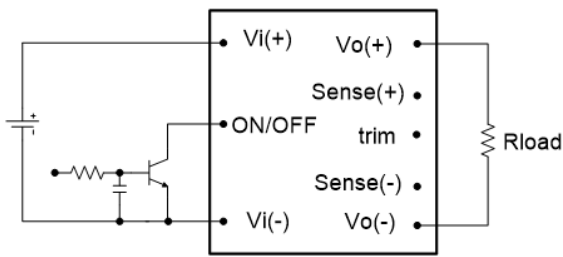 Vi(+)
Vo(+)
Sense(+)
ON/OFF
trim
Rload
Sense(-)
Vi(-)
Vo(-)
+
-